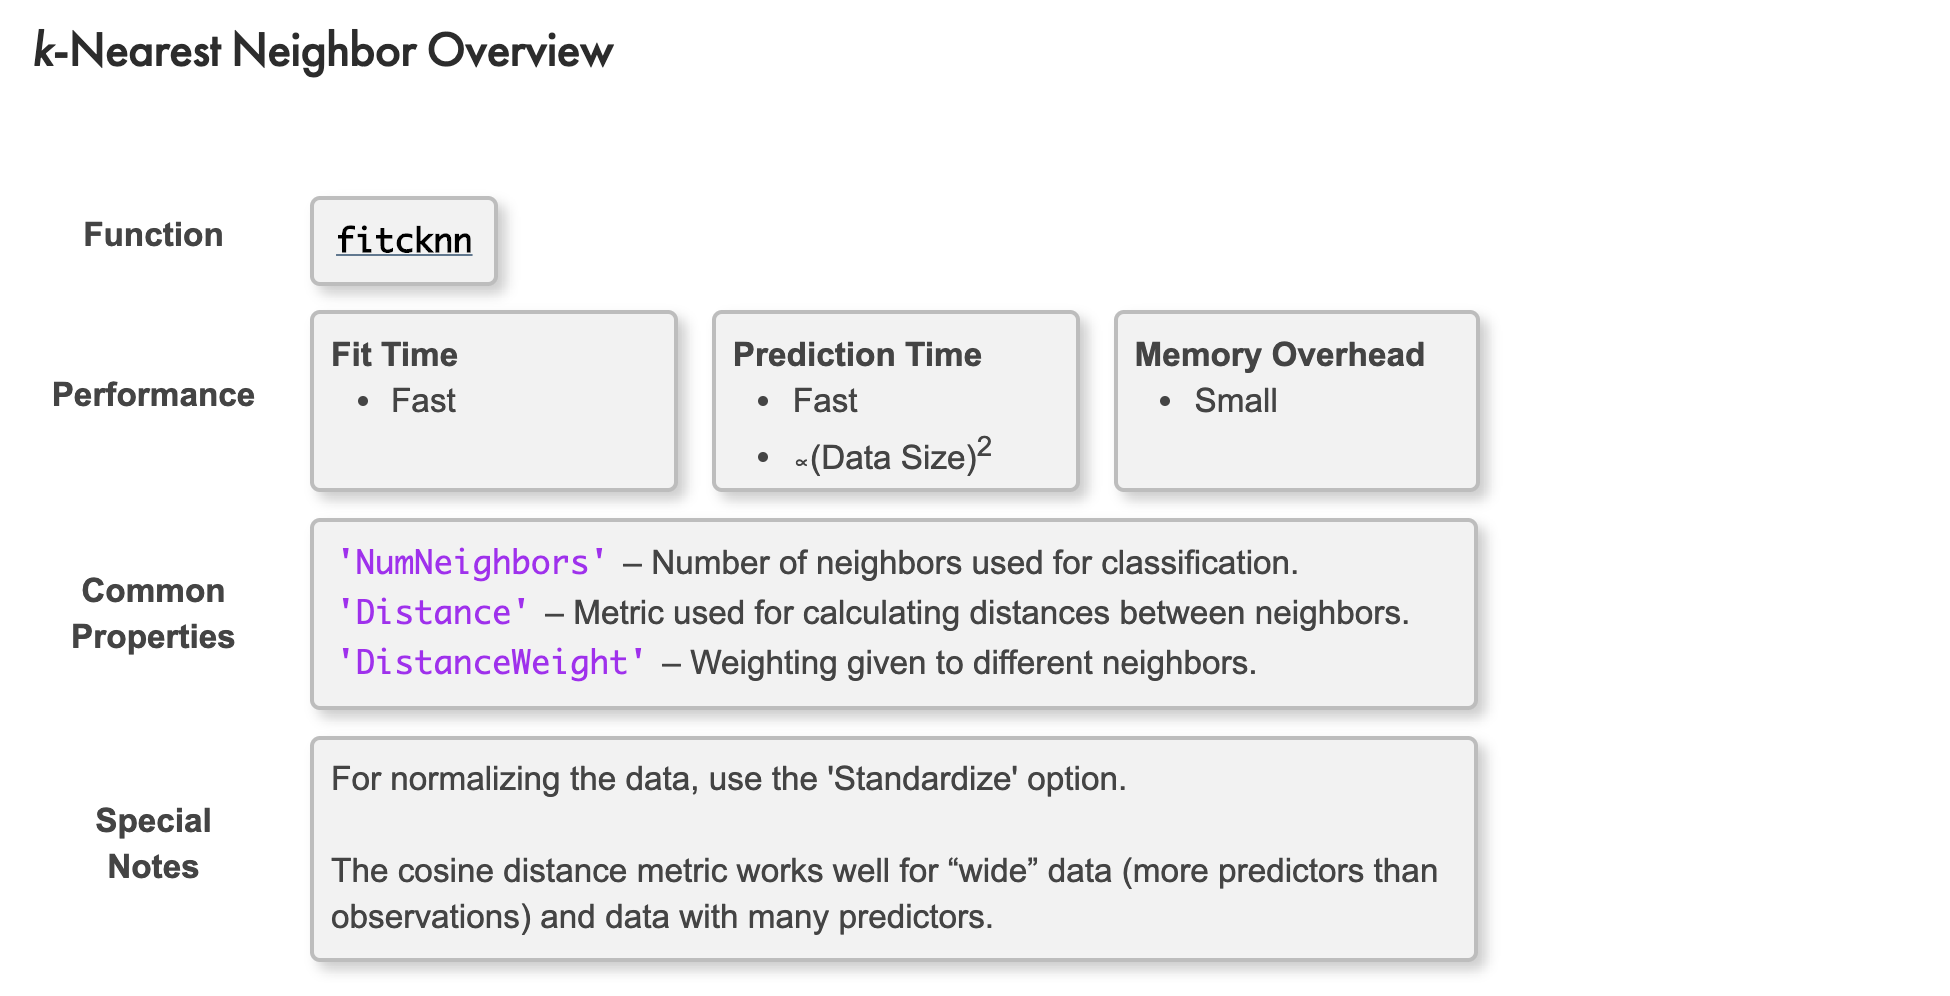 k-Nearest Neighbor Overview
Function
fitcknn
Performance
Fit Time
• Fast
Prediction Time
• Fast
• ∝(Data Size)²
Memory Overhead
• Small
Common
Properties
'NumNeighbors' – Number of neighbors used for classification.
'Distance' – Metric used for calculating distances between neighbors.
'DistanceWeight' – Weighting given to different neighbors.
Special
Notes
For normalizing the data, use the 'Standardize' option.
The cosine distance metric works well for “wide” data (more predictors than
observations) and data with many predictors.